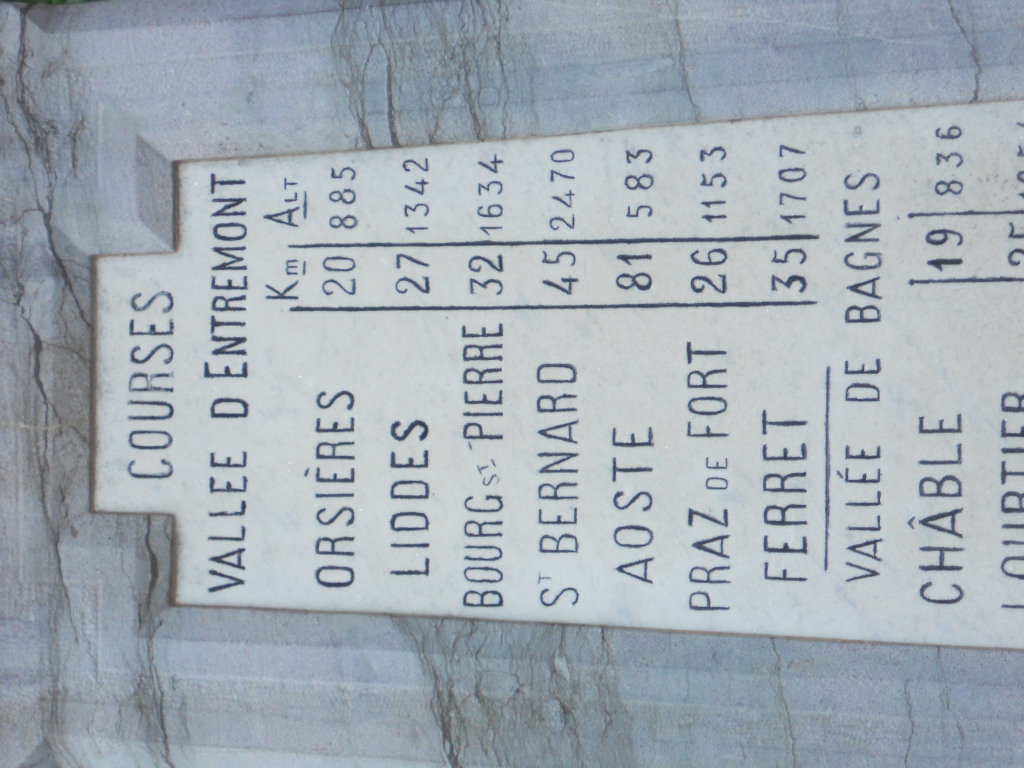 COURSES
VALLEE D'ENTREMONT
Km ALT
ORSIÈRES 20 885
LIDDES 27 1342
BOURG ST PIERRE 32 1634
ST BERNARD 45 2470
AOSTE 81 583
PRAZ DE FORT 26 1153
FERRET 35 1707
VALLÉE DE BAGNES
CHÂBLE 19 836
LOURTIER